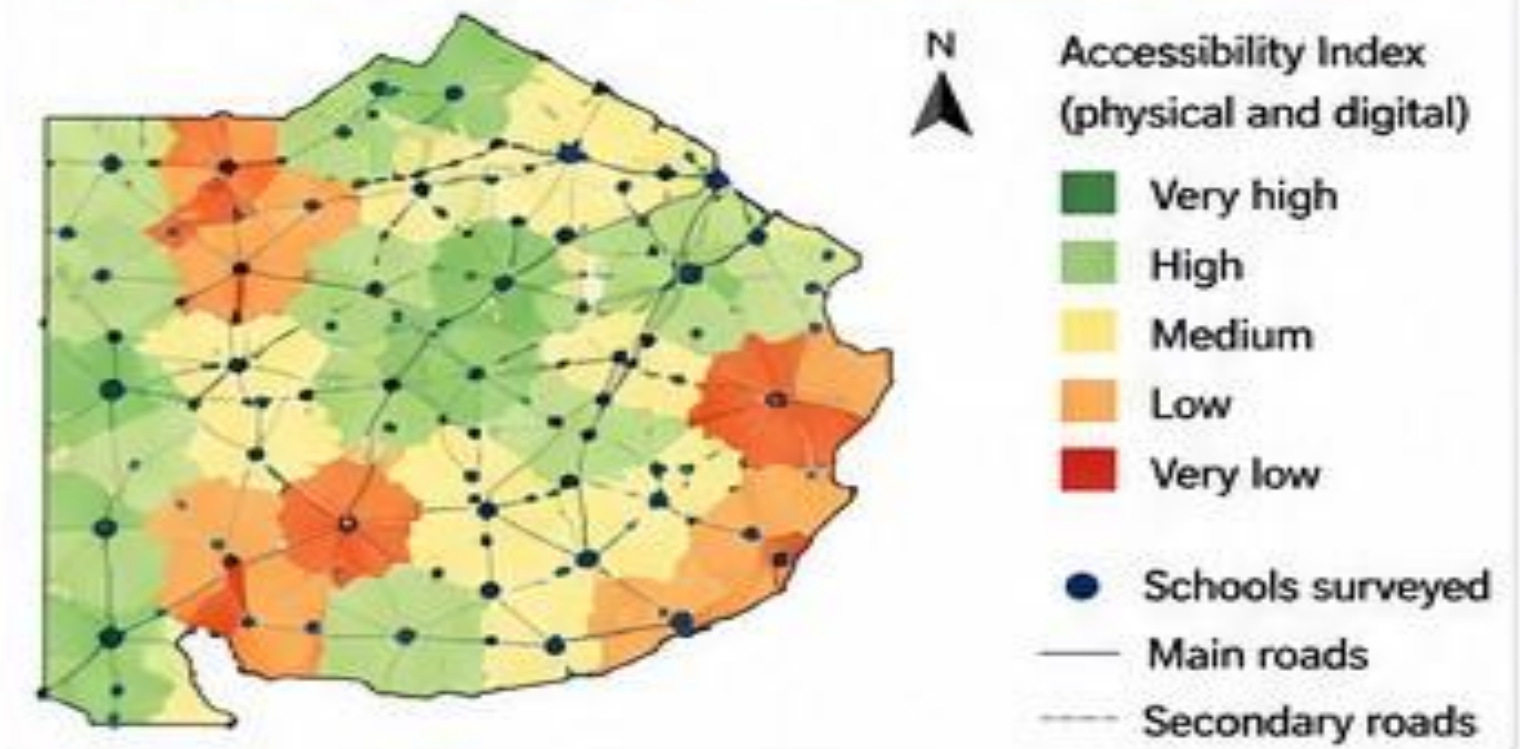 N
Accessibility Index
(physical and digital)
Very high
High
Medium
Low
Very low
Schools surveyed
Main roads
Secondary roads